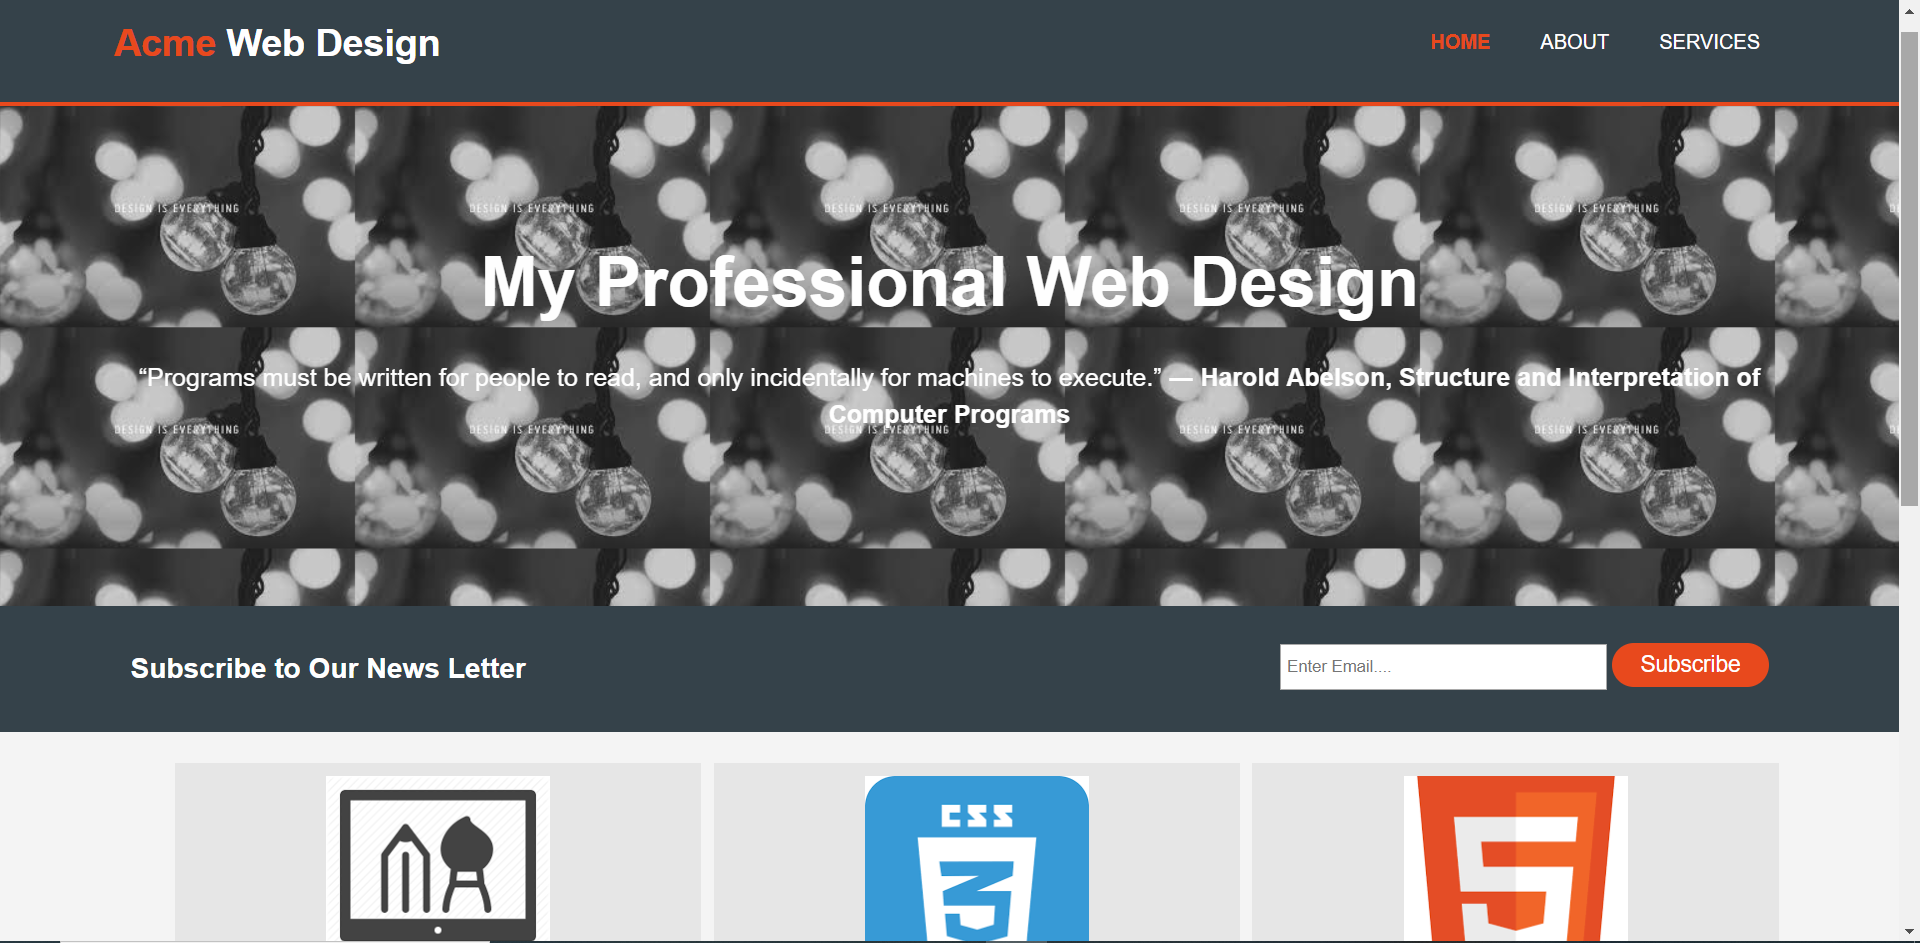 Acme Web Design
HOME ABOUT SERVICES
DESIGN IS EVERYTHING DESIGN IS EVERYTHING DESIGN IS EVERYTHING DESIGN IS EVERYTHING DESIGN IS EVERYTHING
My Professional Web Design
“Programs must be written for people to read, and only incidentally for machines to execute.” — Harold Abelson, Structure and Interpretation of
Computer Programs
DESIGN IS EVERYTHING DESIGN IS EVERYTHING DESIGN IS EVERYTHING DESIGN IS EVERYTHING DESIGN IS EVERYTHING
Subscribe to Our News Letter
Enter Email.... Subscribe
CSS
3 5